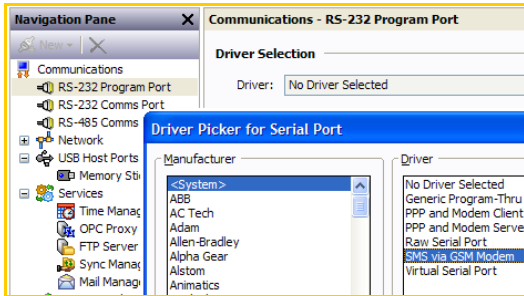 Navigation Pane X
New
Communications
RS-232 Program Port
RS-232 Comms Port
RS-485 Comms
Network
USB Host Ports
Memory
Services
Time
OPC Proxy
FTP Server
Sync
Mail
Communications - RS-232 Program Port
Driver Selection
Driver: No Driver Selected
Driver Picker for Serial Port
Manufacturer
<System>
ABB
AC Tech
Adam
Allen-Bradley
Alpha Gear
Alstom
Animatics
Driver
No Driver Selected
Generic Program-Thru
PPP and Modem Client
PPP and Modem Serve
Raw Serial Port
SMS via GSM Modem
Virtual Serial Port